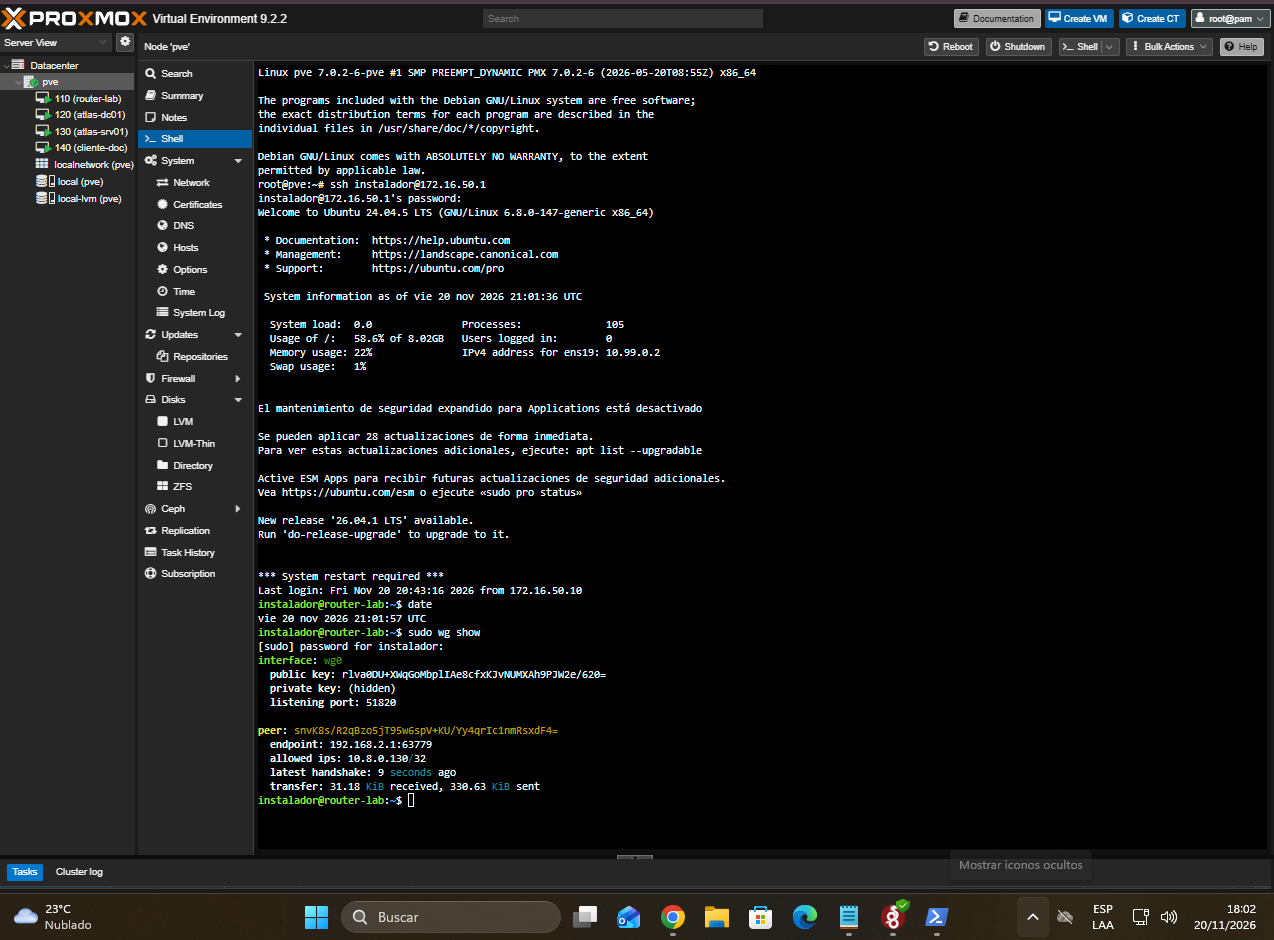 PROXMOX Virtual Environment 9.2.2
Search
Documentation
Create VM
Create CT
root@pam
Server View
Node 'pve'
Reboot
Shutdown
Shell
Bulk Actions
Help
Datacenter
pve
110 (router-lab)
120 (atlas-dc01)
130 (atlas-srv01)
140 (cliente-doc)
localnetwork (pve)
local (pve)
local-lvm (pve)
Search
Summary
Notes
Shell
System
Network
Certificates
DNS
Hosts
Options
Time
System Log
Updates
Repositories
Firewall
Disks
LVM
LVM-Thin
Directory
ZFS
Ceph
Replication
Task History
Subscription
Linux pve 7.0.2-6-pve #1 SMP PREEMPT_DYNAMIC PMX 7.0.2-6 (2026-05-20T08:55Z) x86_64
The programs included with the Debian GNU/Linux system are free software;
the exact distribution terms for each program are described in the
individual files in /usr/share/doc/*/copyright.
Debian GNU/Linux comes with ABSOLUTELY NO WARRANTY, to the extent
permitted by applicable law.
root@pve:~# ssh instalador@172.16.50.1
instalador@172.16.50.1's password:
Welcome to Ubuntu 24.04.5 LTS (GNU/Linux 6.8.0-147-generic x86_64)
* Documentation: https://help.ubuntu.com
* Management: https://landscape.canonical.com
* Support: https://ubuntu.com/pro
System information as of vie 20 nov 2026 21:01:36 UTC
System load: 0.0 Processes: 105
Usage of /: 58.6% of 8.02GB Users logged in: 0
Memory usage: 22% IPv4 address for ens19: 10.99.0.2
Swap usage: 1%
El mantenimiento de seguridad expandido para Applications está desactivado
Se pueden aplicar 28 actualizaciones de forma inmediata.
Para ver estas actualizaciones adicionales, ejecute: apt list --upgradable
Active ESM Apps para recibir futuras actualizaciones de seguridad adicionales.
Vea https://ubuntu.com/esm o ejecute «sudo pro status»
New release '26.04.1 LTS' available.
Run 'do-release-upgrade' to upgrade to it.
*** System restart required ***
Last login: Fri Nov 20 20:43:16 2026 from 172.16.50.10
instalador@router-lab:~$ date
vie 20 nov 2026 21:01:57 UTC
instalador@router-lab:~$ sudo wg show
[sudo] password for instalador:
interface: wg0
public key: rlva0DU+XWqGoMbplIAe8cfxKJvNUMXAh9PJW2e/620=
private key: (hidden)
listening port: 51820
peer: snvK8s/R2qBzo5jT95w6spV+KU/Yy4qrIc1nmRsxdF4=
endpoint: 192.168.2.1:63779
allowed ips: 10.8.0.130/32
latest handshake: 9 seconds ago
transfer: 31.18 KiB received, 330.63 KiB sent
instalador@router-lab:~$
Tasks
Cluster log
Mostrar iconos ocultos
23°C
Nublado
Buscar
ESP
LAA
18:02
20/11/2026